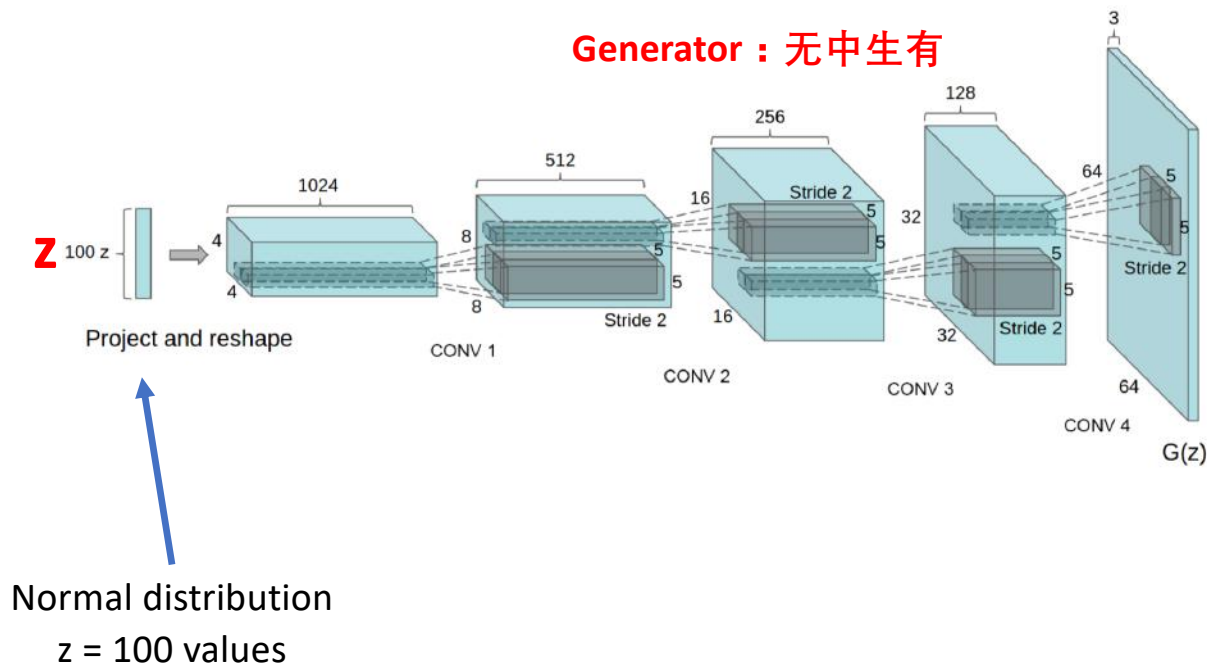 Generator：无中生有
3
128
256
512
1024
64
5
5
Stride 2
16
Stride 2
5
5
32
8
4
z
100 z
4
5
5
8
Stride 2
16
5
5
Stride 2
32
64
Project and reshape
CONV 1
CONV 2
CONV 3
CONV 4
G(z)
Normal distribution
z = 100 values